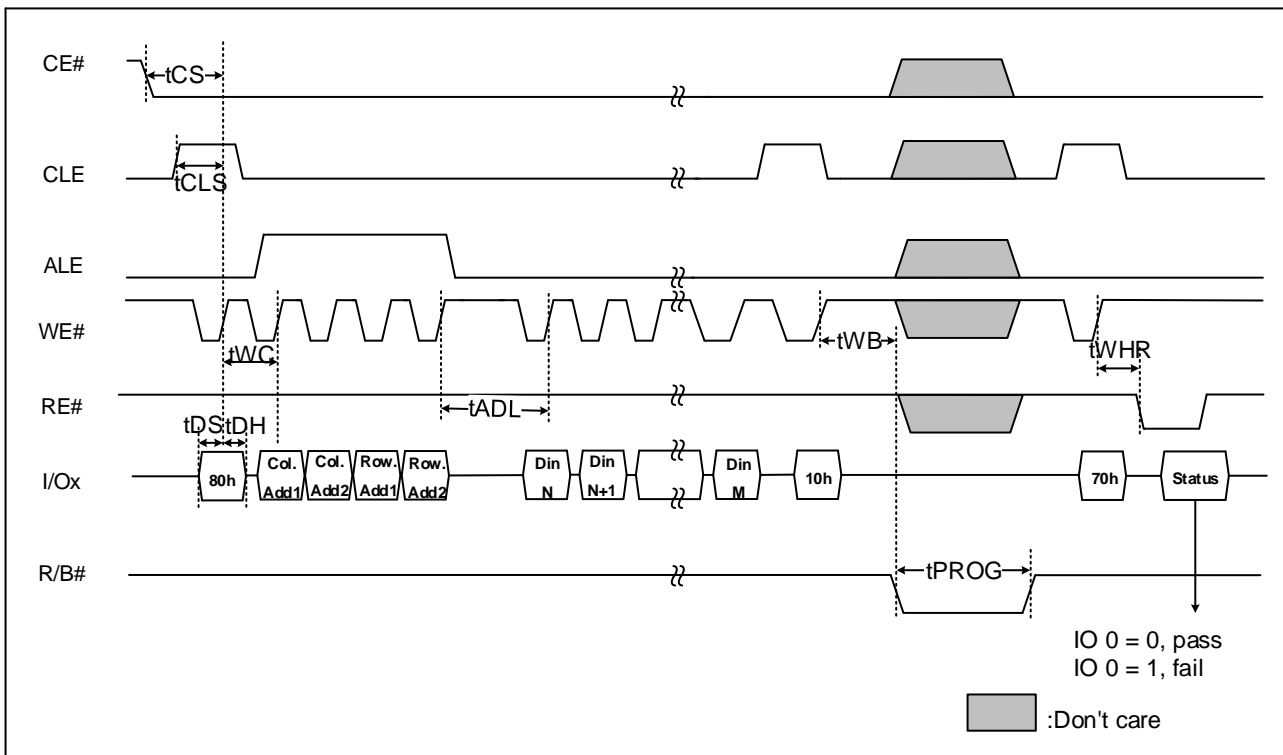 CE#
tCS
CLE
tCLS
ALE
WE#
tWC
tWB
tWHR
RE#
tADL
tDS tDH
I/Ox
80h
Col.
Add1
Col.
Add2
Row.
Add1
Row.
Add2
Din
N
Din
N+1
Din
M
10h
70h
Status
R/B#
tPROG
IO 0 = 0, pass
IO 0 = 1, fail
:Don't care